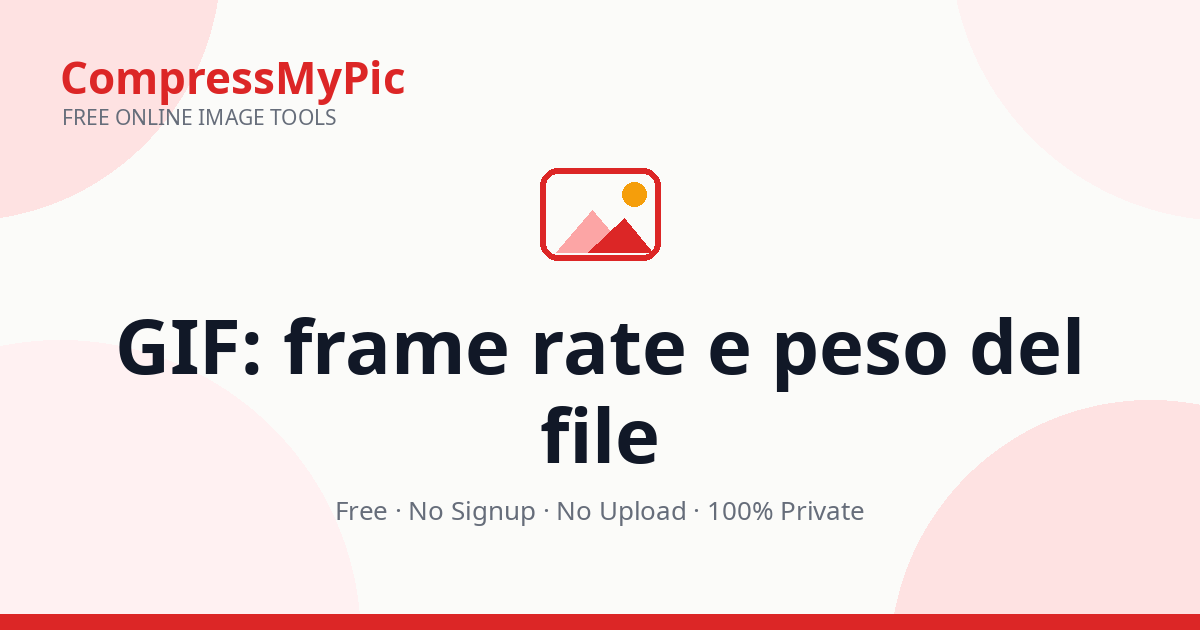 CompressMyPic
FREE ONLINE IMAGE TOOLS
GIF: frame rate e peso del
file
Free · No Signup · No Upload · 100% Private